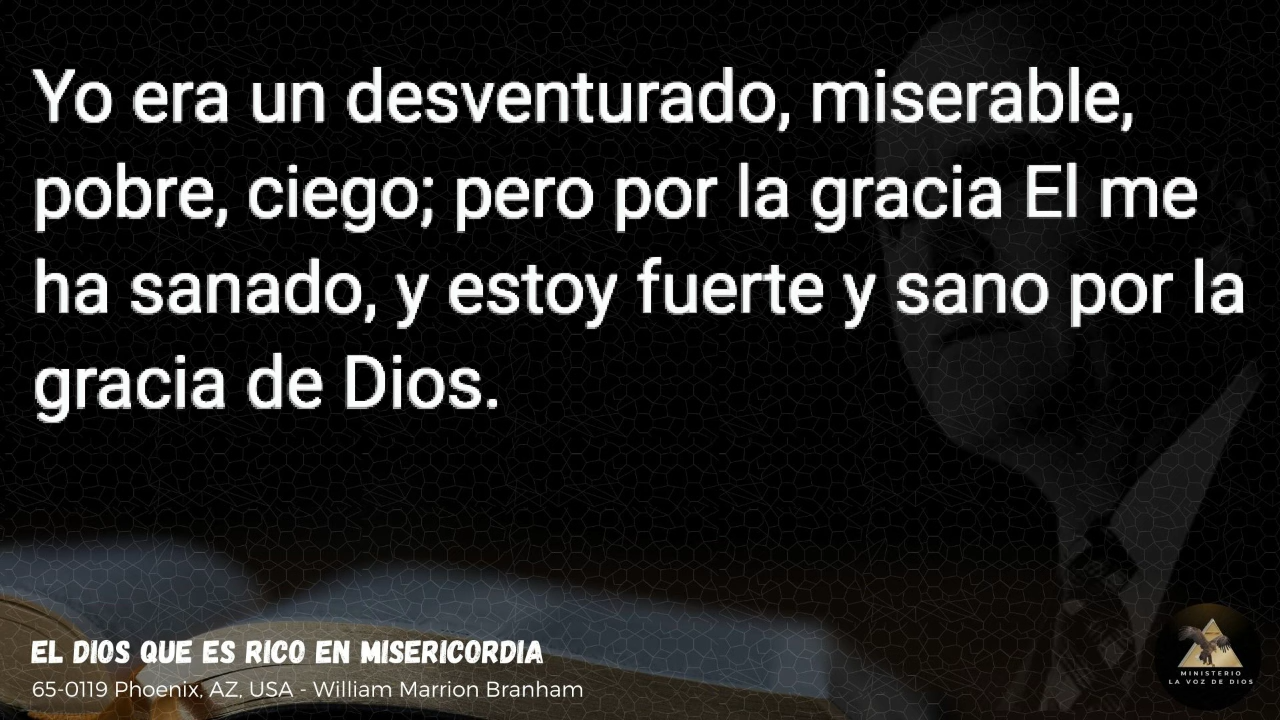 Yo era un desventurado, miserable,
pobre, ciego; pero por la gracia El me
ha sanado, y estoy fuerte y sano por la
gracia de Dios.
EL DIOS QUE ES RICO EN MISERICORDIA
65-0119 Phoenix, AZ, USA - William Marrion Branham
MINISTERIO
LA VOZ DE DIOS